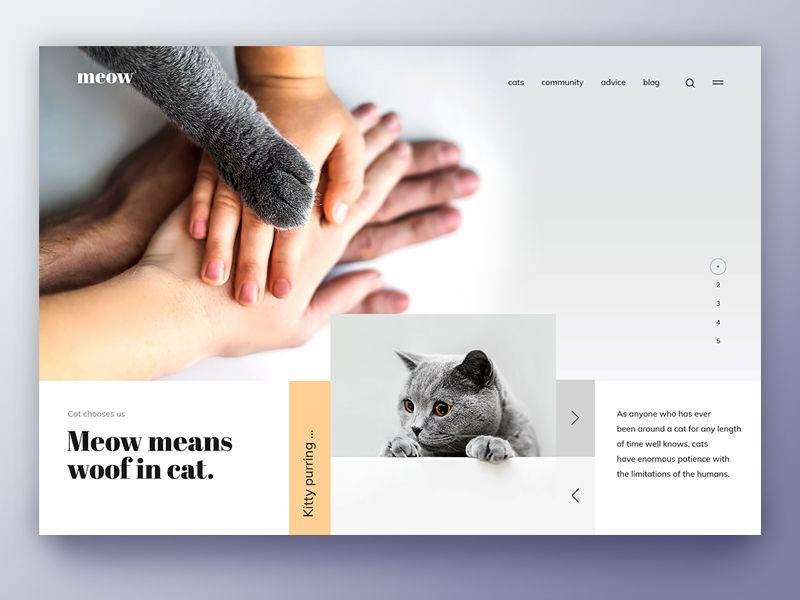 meow
cats
community
advice
blog
2
3
4
5
Cat chooses us
Meow means
woof in cat.
Kitty purring ...
As anyone who has ever
been around a cat for any length
of time well knows, cats
have enormous patience with
the limitations of the humans.